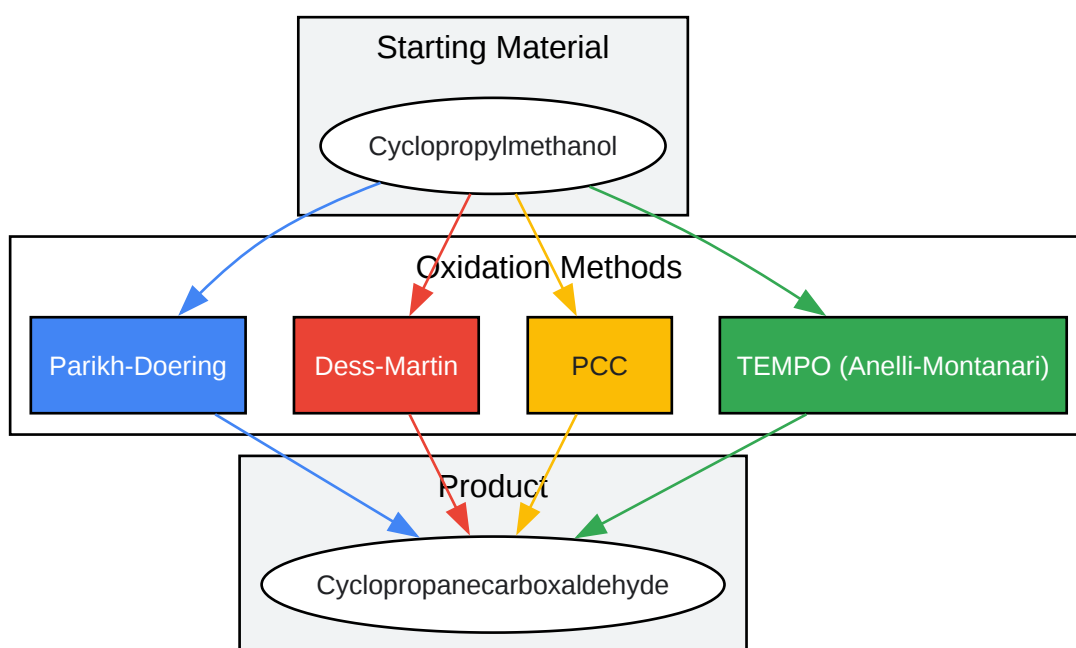 Starting Material
Cyclopropylmethanol
Oxidation Methods
Parikh-Doering
Dess-Martin
PCC
TEMPO (Anelli-Montanari)
Product
Cyclopropanecarboxaldehyde